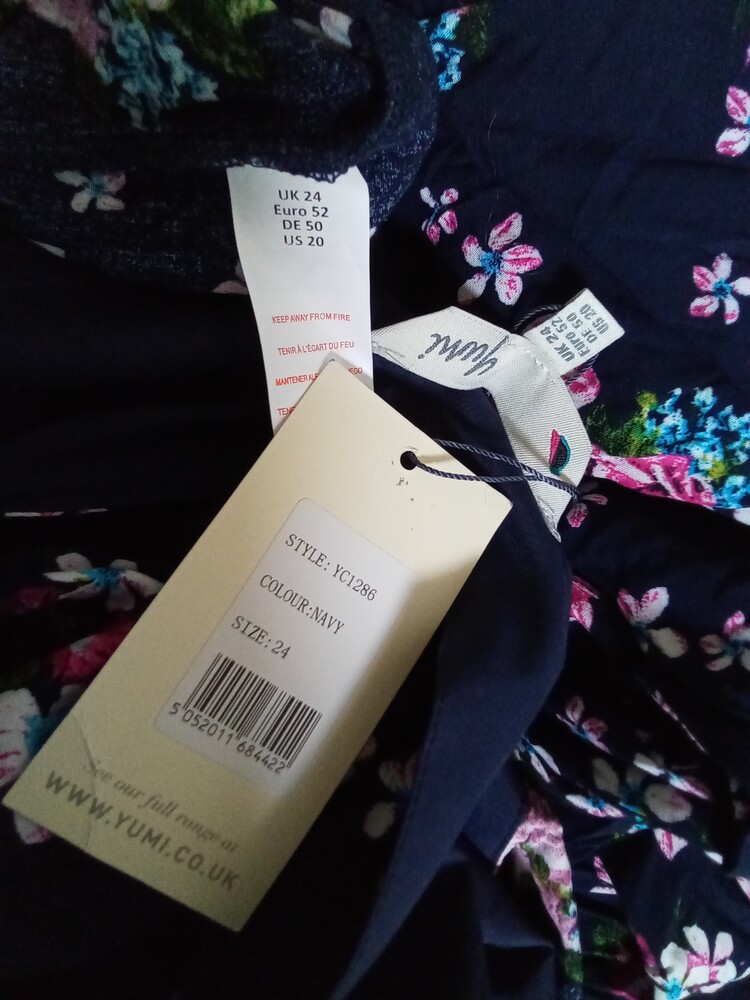 UK 24
Euro 52
DE 50
US 20
KEEP AWAY FROM FIRE
TENIR À L'ÉCART DU FEU
Yumi
UK 24
Euro 52
DE 50
US 20
STYLE: YC1286
COLOUR:NAVY
SIZE: 24
5 052011 684422
See our full range at
WWW.YUMI.CO.UK